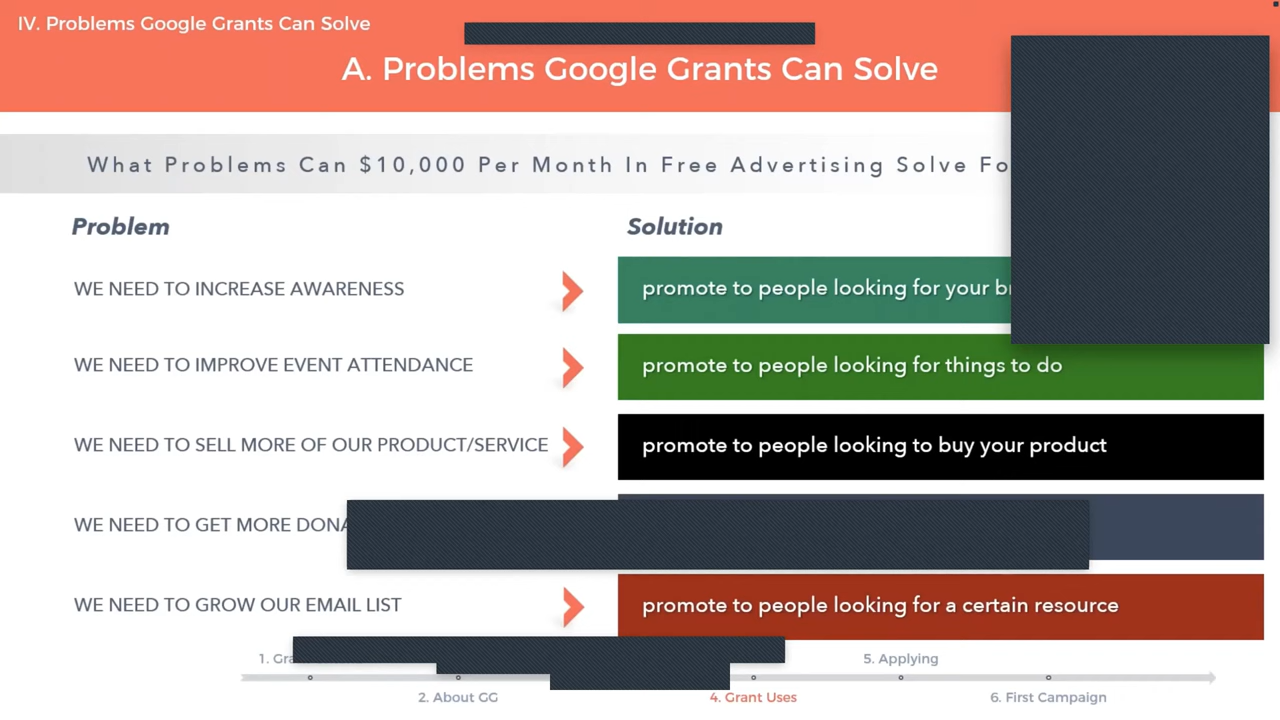 IV. Problems Google Grants Can Solve
A. Problems Google Grants Can Solve
What Problems Can $10,000 Per Month In Free Advertising Solve
Problem
Solution
WE NEED TO INCREASE AWARENESS
promote to people looking for your
WE NEED TO IMPROVE EVENT ATTENDANCE
promote to people looking for things to do
WE NEED TO SELL MORE OF OUR PRODUCT/SERVICE
promote to people looking to buy your product
WE NEED TO GET MORE
WE NEED TO GROW OUR EMAIL LIST
promote to people looking for a certain resource
1.
5. Applying
2. About GG
4. Grant Uses
6. First Campaign